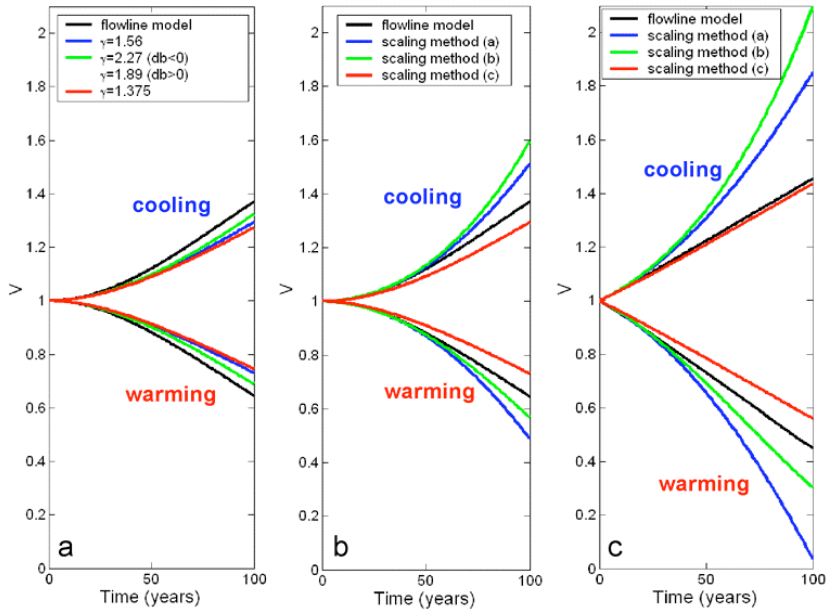 flowline model
γ=1.56
γ=2.27 (db<0)
γ=1.89 (db>0)
γ=1.375
cooling
warming
a
V
2
1.8
1.6
1.4
1.2
1
0.8
0.6
0.4
0.2
0
0
50
100
Time (years)
flowline model
scaling method (a)
scaling method (b)
scaling method (c)
cooling
warming
b
V
2
1.8
1.6
1.4
1.2
1
0.8
0.6
0.4
0.2
0
0
50
100
Time (years)
flowline model
scaling method (a)
scaling method (b)
scaling method (c)
cooling
warming
c
V
2
1.8
1.6
1.4
1.2
1
0.8
0.6
0.4
0.2
0
0
50
100
Time (years)